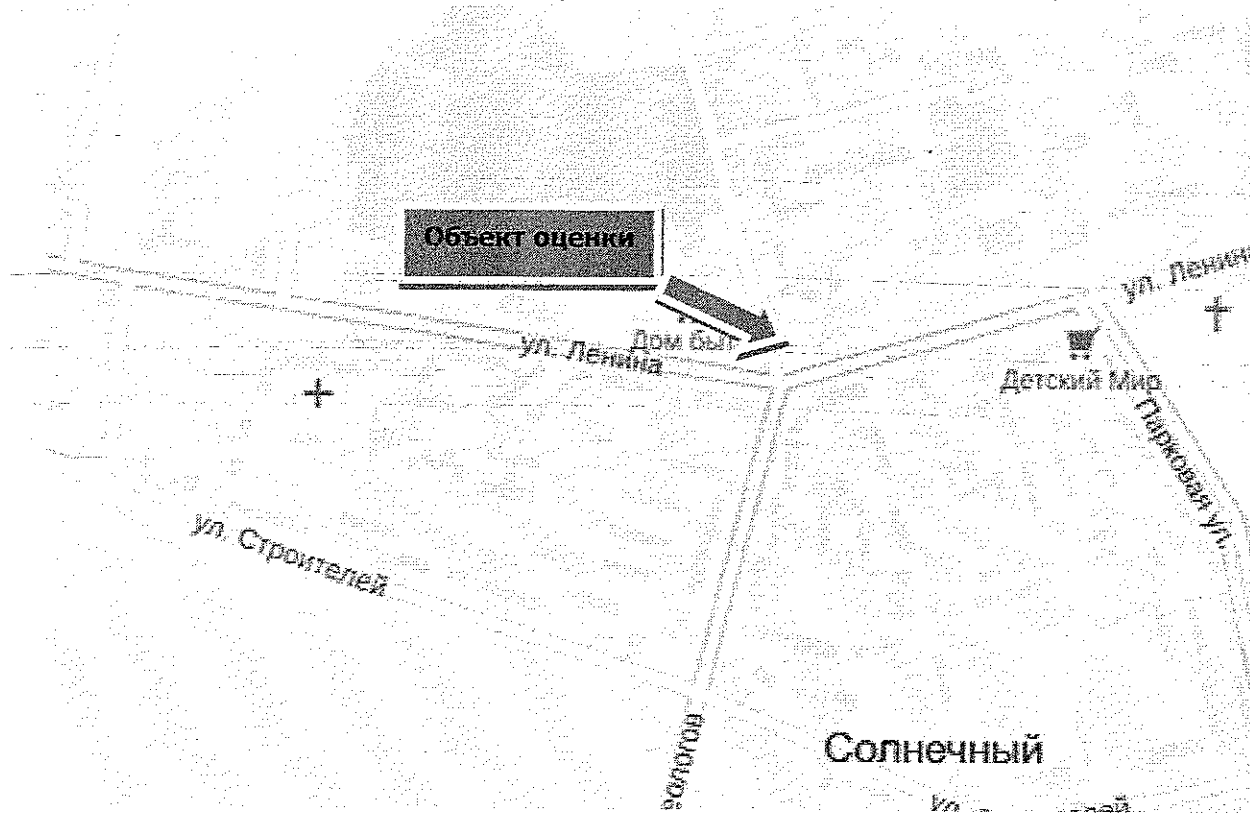 Объект оценки
ул. Ленина
Дом быт
ул. Ленина
Детский Мир
Парковая ул.
ул. Строителей
Солнечный